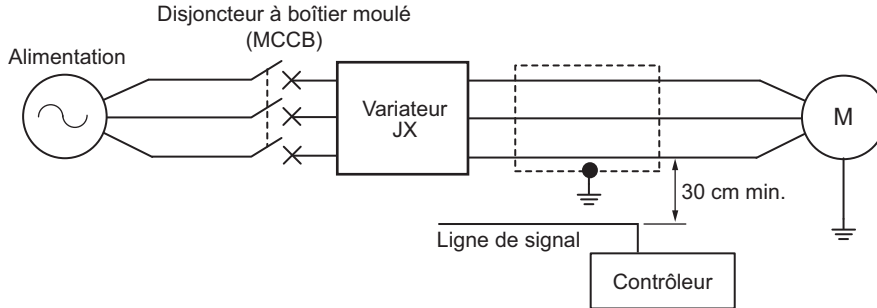 Disjoncteur à boîtier moulé
(MCCB)
Alimentation
Variateur
JX
M
30 cm min.
Ligne de signal
Contrôleur